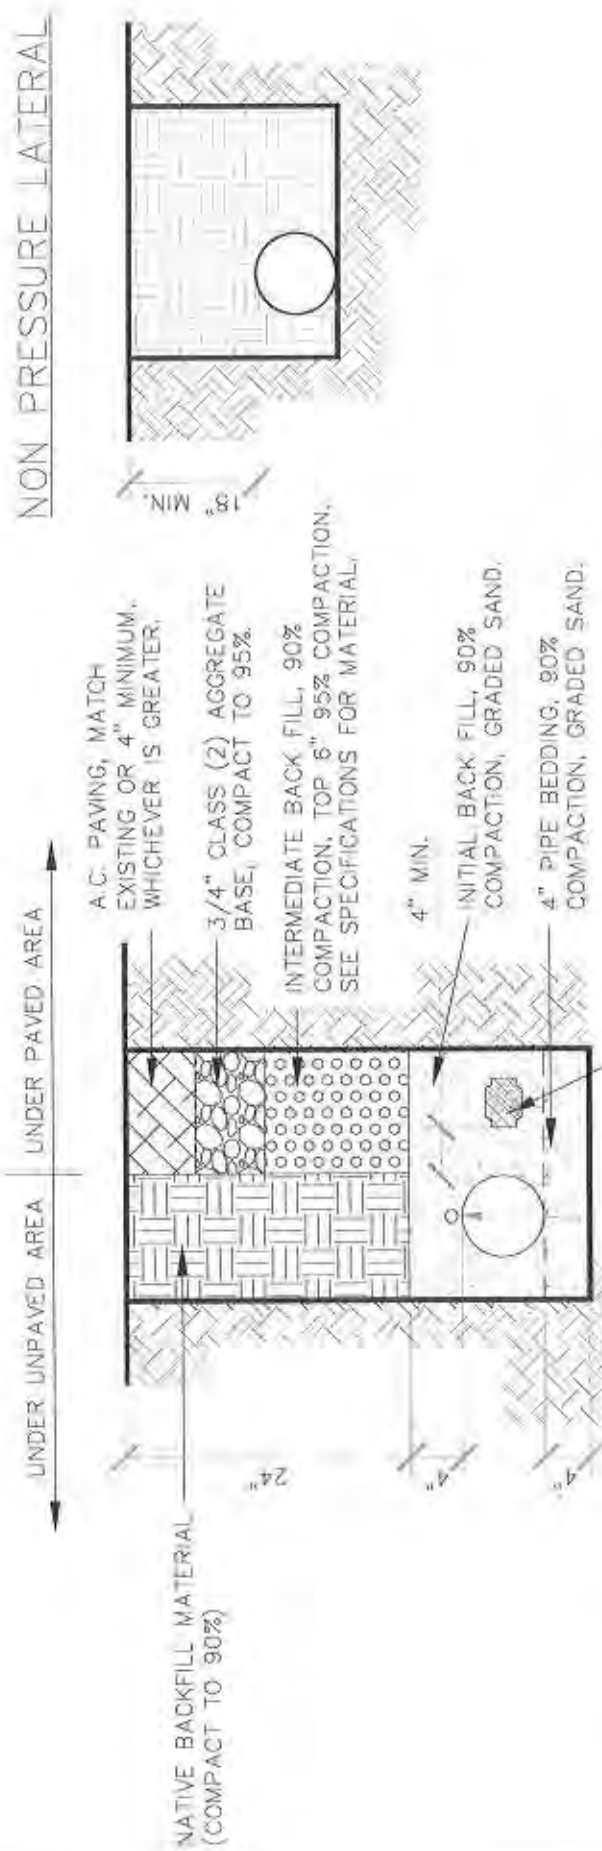 UNDER UNPAVED AREA
UNDER PAVED AREA
NATIVE BACKFILL MATERIAL
(COMPACT TO 90%)
24"
4"
4"
A.C. PAVING, MATCH
EXISTING OR 4" MINIMUM,
WHICHEVER IS GREATER.
3/4" CLASS (2) AGGREGATE
BASE, COMPACT TO 95%.
INTERMEDIATE BACK FILL, 90%
COMPACTION, TOP 6" 95% COMPACTION,
SEE SPECIFICATIONS FOR MATERIAL.
4" MIN.
INITIAL BACK FILL, 90%
COMPACTION, GRADED SAND.
4" PIPE BEDDING, 90%
COMPACTION, GRADED SAND.
NON PRESSURE LATERAL
18" MIN.